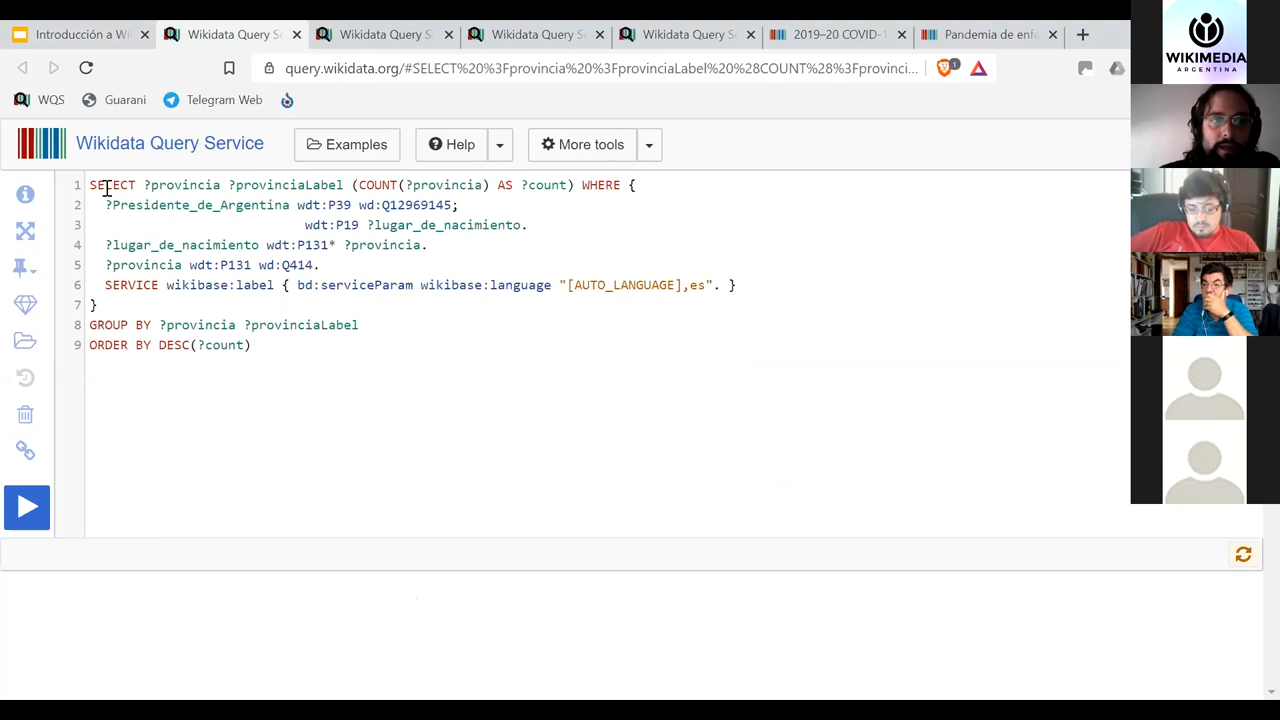 Introducción a Wi
Wikidata Query S
Wikidata Query S
Wikidata Query S
Wikidata Query S
2019–20 COVID-1
Pandemia de enfe
query.wikidata.org/#SELECT%20%3Fprovincia%20%3FprovinciaLabel%20%28COUNT%28%3Fprovinci...
1
WQS
Guarani
Telegram Web
Wikidata Query Service
Examples
Help
More tools
1 SELECT ?provincia ?provinciaLabel (COUNT(?provincia) AS ?count) WHERE {
2 ?Presidente_de_Argentina wdt:P39 wd:Q12969145;
3 wdt:P19 ?lugar_de_nacimiento.
4 ?lugar_de_nacimiento wdt:P131* ?provincia.
5 ?provincia wdt:P131 wd:Q414.
6 SERVICE wikibase:label { bd:serviceParam wikibase:language "[AUTO_LANGUAGE],es". }
7 }
8 GROUP BY ?provincia ?provinciaLabel
9 ORDER BY DESC(?count)
WIKIMEDIA
ARGENTINA